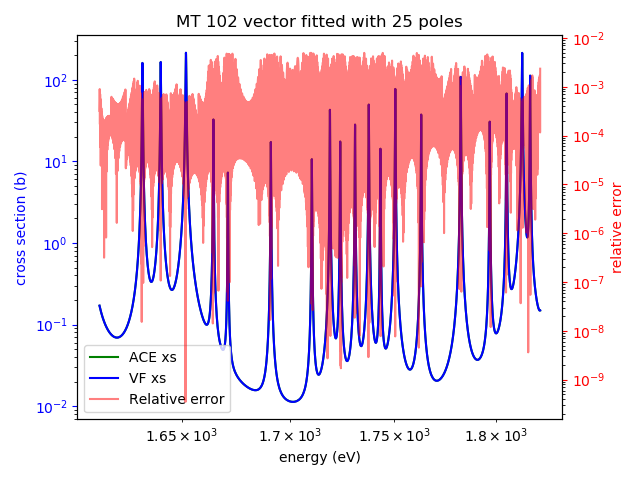 MT 102 vector fitted with 25 poles
10²
10¹
10⁰
10⁻¹
10⁻²
cross section (b)
10⁻²
10⁻³
10⁻⁴
10⁻⁵
10⁻⁶
10⁻⁷
10⁻⁸
10⁻⁹
relative error
ACE xs
VF xs
Relative error
1.65 × 10³ 1.7 × 10³ 1.75 × 10³ 1.8 × 10³
energy (eV)